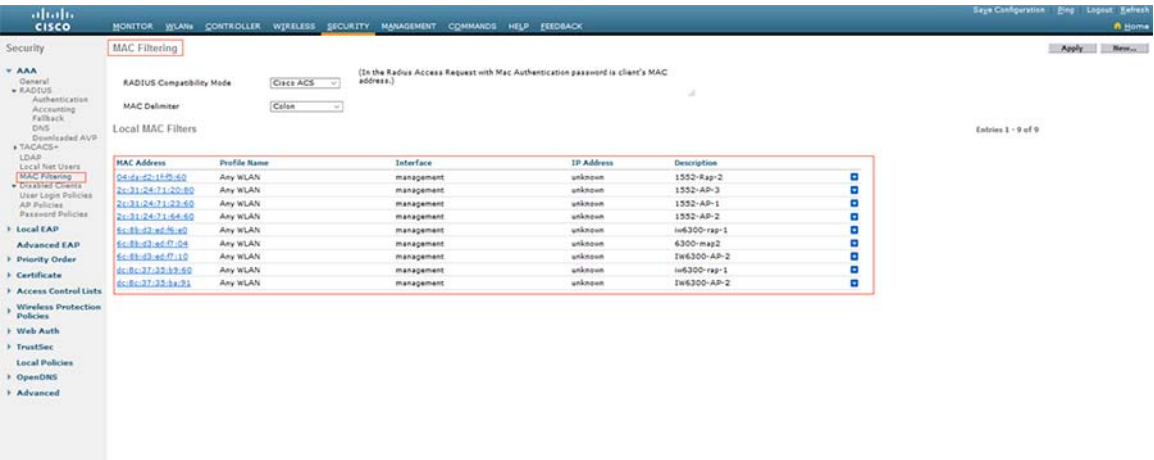 Save Configuration Ping Logout Refresh
CISCO MONITOR WLANs CONTROLLER WIRELESS SECURITY MANAGEMENT COMMANDS HELP FEEDBACK Home
Security
AAA
General
RADIUS
Authentication
Accounting
Fallback
DNS
Downloaded AVP
TACACS+
LDAP
Local Net Users
MAC Filtering
Disabled Clients
User Login Policies
AP Policies
Password Policies
Local EAP
Advanced EAP
Priority Order
Certificate
Access Control Lists
Wireless Protection
Policies
Web Auth
TrustSec
Local Policies
OpenDNS
Advanced
MAC Filtering Apply New...
RADIUS Compatibility Mode Cisco ACS (In the Radius Access Request with Mac Authentication password is client's MAC
address.)
MAC Delimiter Colon
Local MAC Filters Entries 1 - 9 of 9
MAC Address Profile Name Interface IP Address Description
04:da:d2:1f:f5:60 Any WLAN management unknown 1552-Rap-2
2c:31:24:71:20:80 Any WLAN management unknown 1552-AP-3
2c:31:24:71:23:60 Any WLAN management unknown 1552-AP-1
2c:31:24:71:64:60 Any WLAN management unknown 1552-AP-2
6c:8b:d3:ed:f6:e0 Any WLAN management unknown iw6300-rap-1
6c:8b:d3:ed:f7:04 Any WLAN management unknown 6300-map2
6c:8b:d3:ed:f7:10 Any WLAN management unknown IW6300-AP-2
dc:8c:37:35:b9:60 Any WLAN management unknown iw6300-rap-1
dc:8c:37:35:ba:91 Any WLAN management unknown IW6300-AP-2